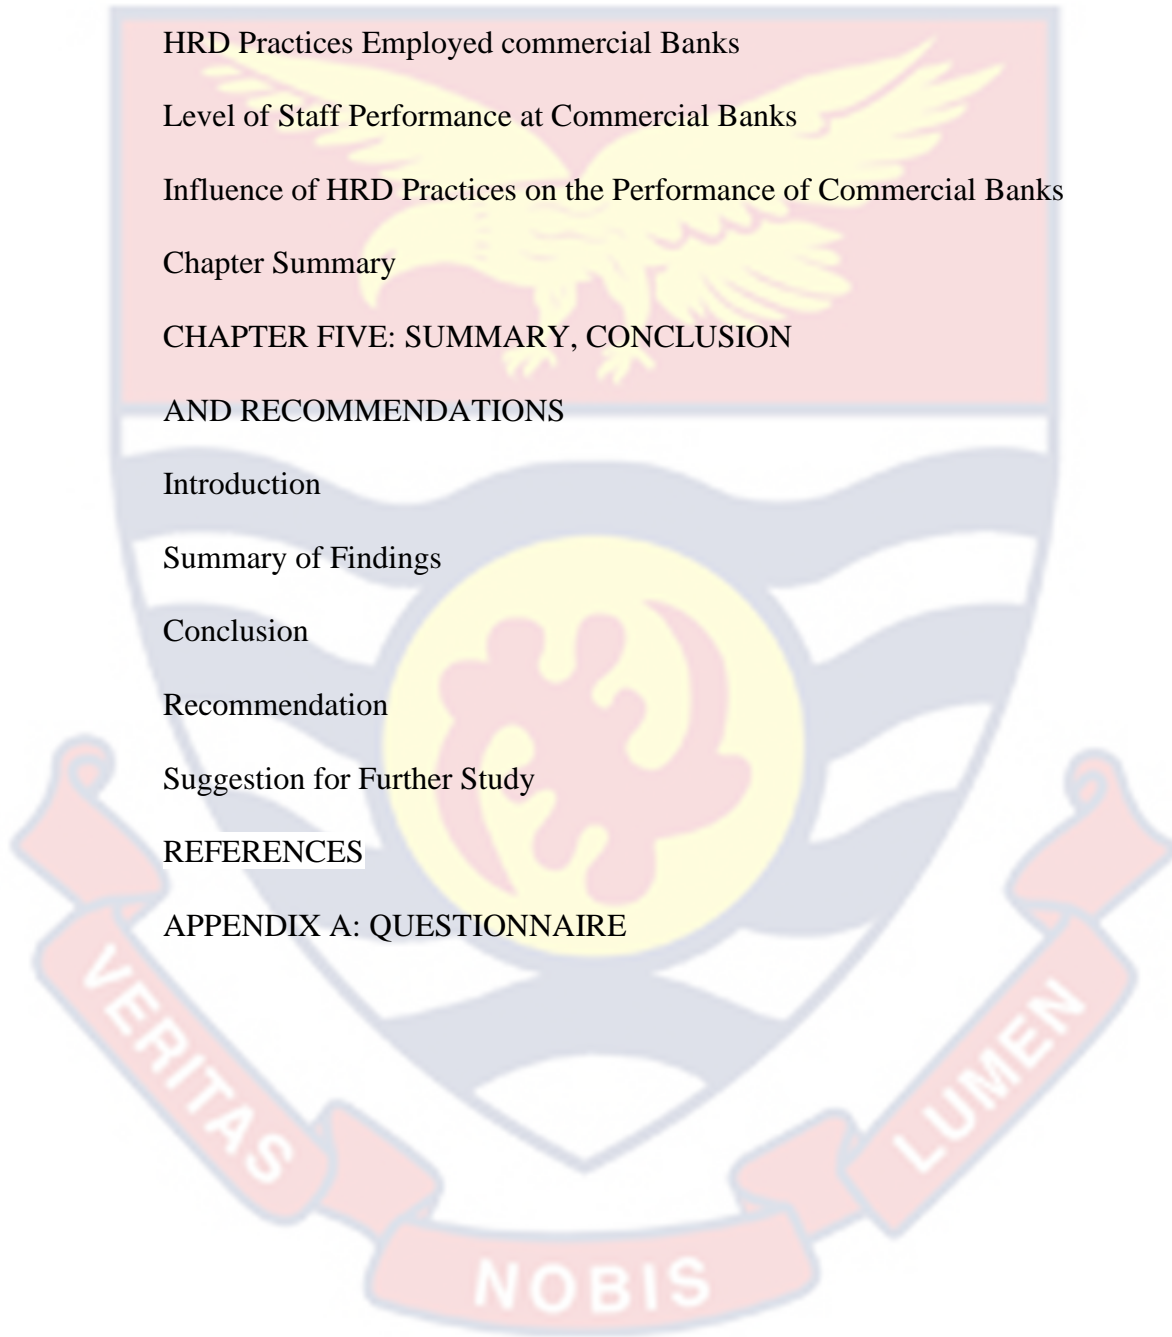 HRD Practices Employed commercial Banks
Level of Staff Performance at Commercial Banks
Influence of HRD Practices on the Performance of Commercial Banks
Chapter Summary
CHAPTER FIVE: SUMMARY, CONCLUSION
AND RECOMMENDATIONS
Introduction
Summary of Findings
Conclusion
Recommendation
Suggestion for Further Study
REFERENCES
APPENDIX A: QUESTIONNAIRE
VERITAS
NOBIS
LUMEN